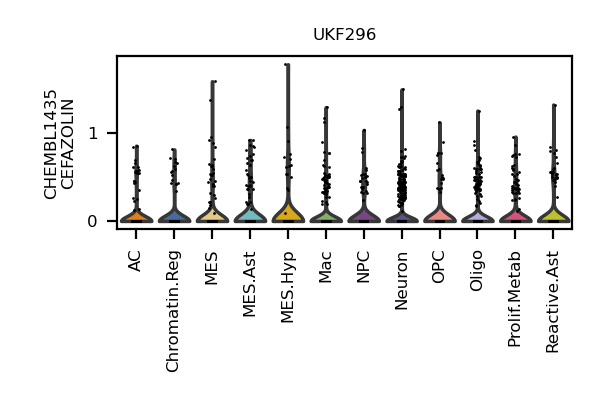 UKF296
CHEMBL1435
CEFAZOLIN
1
0
AC
Chromatin.Reg
MES
MES.Ast
MES.Hyp
Mac
NPC
Neuron
OPC
Oligo
Prolif.Metab
Reactive.Ast